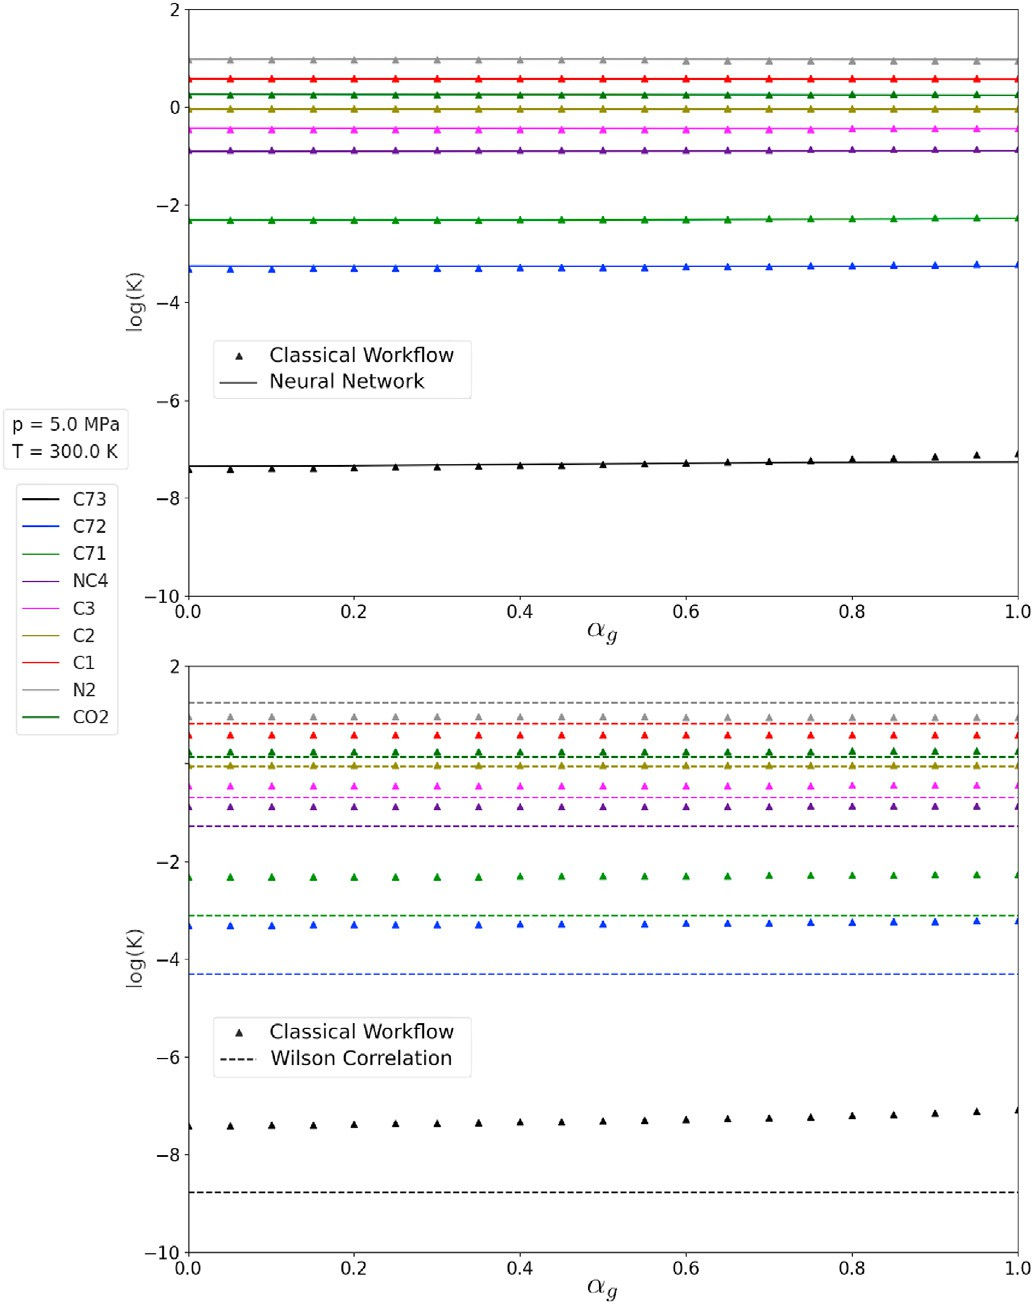 2
0
−2
−4
−6
−8
−10
log(K)
Classical Workflow
Neural Network
0.0 0.2 0.4 0.6 0.8 1.0
α_g
p = 5.0 MPa
T = 300.0 K
C73
C72
C71
NC4
C3
C2
C1
N2
CO2
2
−2
−4
−6
−8
−10
log(K)
Classical Workflow
Wilson Correlation
0.0 0.2 0.4 0.6 0.8 1.0
α_g